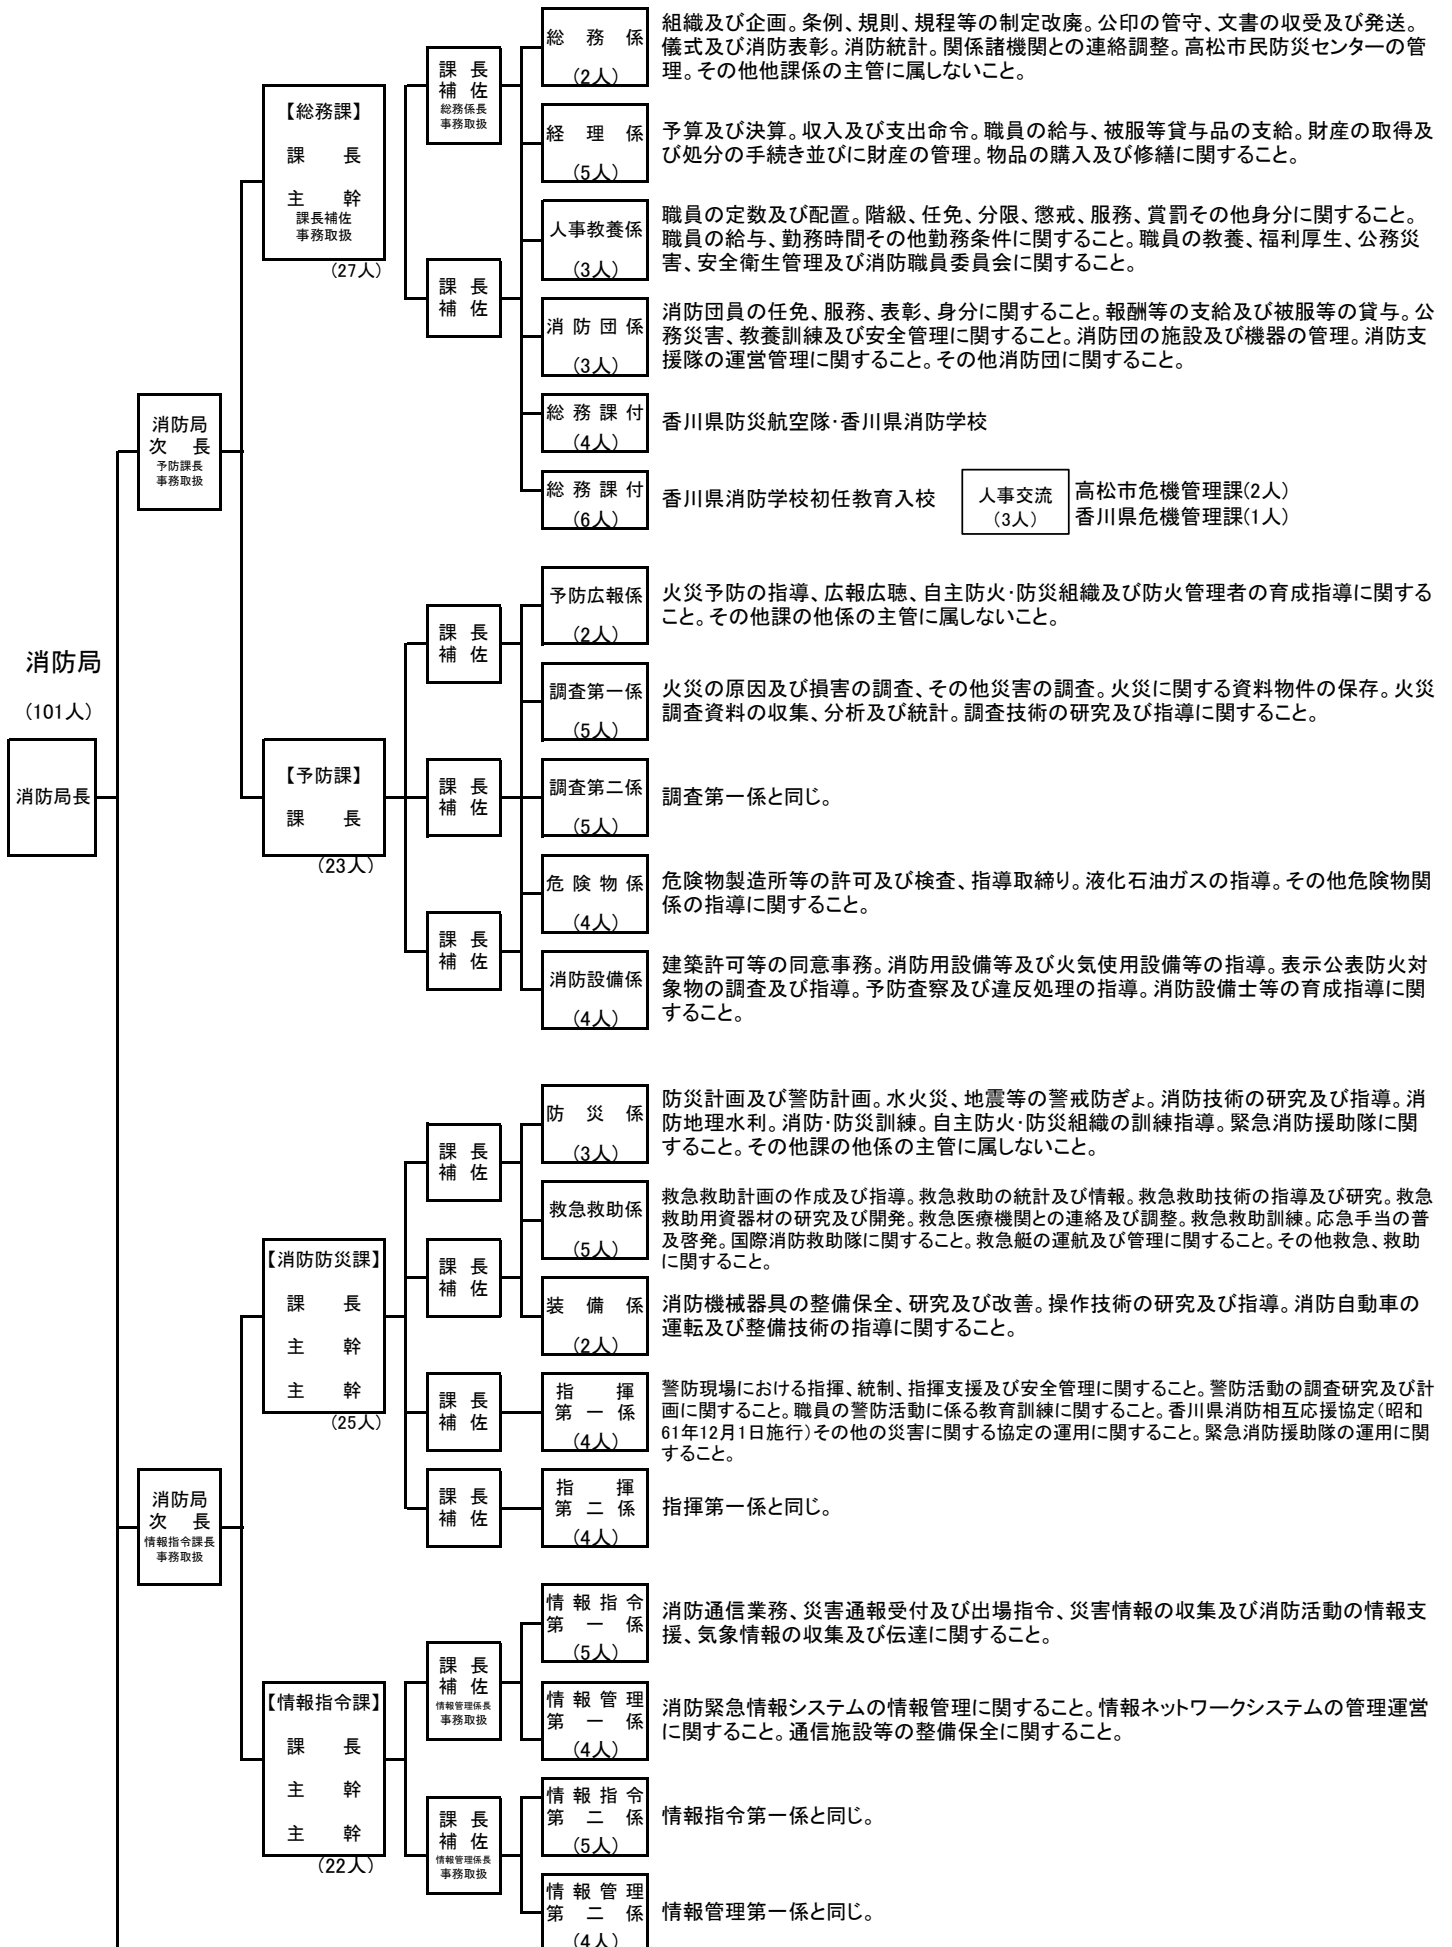 消防局
(101人)
消防局長
消防局
次　長
予防課長
事務取扱
【総務課】
課　長
主　幹
課長補佐
事務取扱
(27人)
課 長
補 佐
総務係長
事務取扱
課 長
補 佐
総 務 係
(2人)
組織及び企画。条例、規則、規程等の制定改廃。公印の管守、文書の収受及び発送。
儀式及び消防表彰。消防統計。関係諸機関との連絡調整。高松市民防災センターの管
理。その他他課係の主管に属しないこと。
経 理 係
(5人)
予算及び決算。収入及び支出命令。職員の給与、被服等貸与品の支給。財産の取得及
び処分の手続き並びに財産の管理。物品の購入及び修繕に関すること。
人事教養係
(3人)
職員の定数及び配置。階級、任免、分限、懲戒、服務、賞罰その他身分に関すること。
職員の給与、勤務時間その他勤務条件に関すること。職員の教養、福利厚生、公務災
害、安全衛生管理及び消防職員委員会に関すること。
消 防 団 係
(3人)
消防団員の任免、服務、表彰、身分に関すること。報酬等の支給及び被服等の貸与。公
務災害、教養訓練及び安全管理に関すること。消防団の施設及び機器の管理。消防支
援隊の運営管理に関すること。その他消防団に関すること。
総 務 課 付
(4人)
香川県防災航空隊・香川県消防学校
総 務 課 付
(6人)
香川県消防学校初任教育入校
人事交流
(3人)
高松市危機管理課(2人)
香川県危機管理課(1人)
【予防課】
課　長
(23人)
課 長
補 佐
課 長
補 佐
課 長
補 佐
予防広報係
(2人)
火災予防の指導、広報広聴、自主防火・防災組織及び防火管理者の育成指導に関する
こと。その他課の他係の主管に属しないこと。
調査第一係
(5人)
火災の原因及び損害の調査、その他災害の調査。火災に関する資料物件の保存。火災
調査資料の収集、分析及び統計。調査技術の研究及び指導に関すること。
調査第二係
(5人)
調査第一係と同じ。
危 険 物 係
(4人)
危険物製造所等の許可及び検査、指導取締り。液化石油ガスの指導。その他危険物関
係の指導に関すること。
消防設備係
(4人)
建築許可等の同意事務。消防用設備等及び火気使用設備等の指導。表示公表防火対
象物の調査及び指導。予防査察及び違反処理の指導。消防設備士等の育成指導に関
すること。
消防局
次　長
情報指令課長
事務取扱
【消防防災課】
課　長
主　幹
主　幹
(25人)
課 長
補 佐
課 長
補 佐
課 長
補 佐
課 長
補 佐
防 災 係
(3人)
防災計画及び警防計画。水火災、地震等の警戒防ぎょ。消防技術の研究及び指導。消
防地理水利。消防・防災訓練。自主防火・防災組織の訓練指導。緊急消防援助隊に関
すること。その他課の他係の主管に属しないこと。
救急救助係
(5人)
救急救助計画の作成及び指導。救急救助の統計及び情報。救急救助技術の指導及び研究。救急
救助用資器材の研究及び開発。救急医療機関との連絡及び調整。救急救助訓練。応急手当の普
及啓発。国際消防救助隊に関すること。救急艇の運航及び管理に関すること。その他救急、救助
に関すること。
装 備 係
(2人)
消防機械器具の整備保全、研究及び改善。操作技術の研究及び指導。消防自動車の
運転及び整備技術の指導に関すること。
指　揮
第 一 係
(4人)
警防現場における指揮、統制、指揮支援及び安全管理に関すること。警防活動の調査研究及び計
画に関すること。職員の警防活動に係る教育訓練に関すること。香川県消防相互応援協定(昭和
61年12月1日施行)その他の災害に関する協定の運用に関すること。緊急消防援助隊の運用に関
すること。
指　揮
第 二 係
(4人)
指揮第一係と同じ。
【情報指令課】
課　長
主　幹
主　幹
(22人)
課 長
補 佐
情報管理係長
事務取扱
課 長
補 佐
情報管理係長
事務取扱
情 報 指 令
第 一 係
(5人)
消防通信業務、災害通報受付及び出場指令、災害情報の収集及び消防活動の情報支
援、気象情報の収集及び伝達に関すること。
情 報 管 理
第 一 係
(4人)
消防緊急情報システムの情報管理に関すること。情報ネットワークシステムの管理運営
に関すること。通信施設等の整備保全に関すること。
情 報 指 令
第 二 係
(5人)
情報指令第一係と同じ。
情 報 管 理
第 二 係
(4人)
情報管理第一係と同じ。